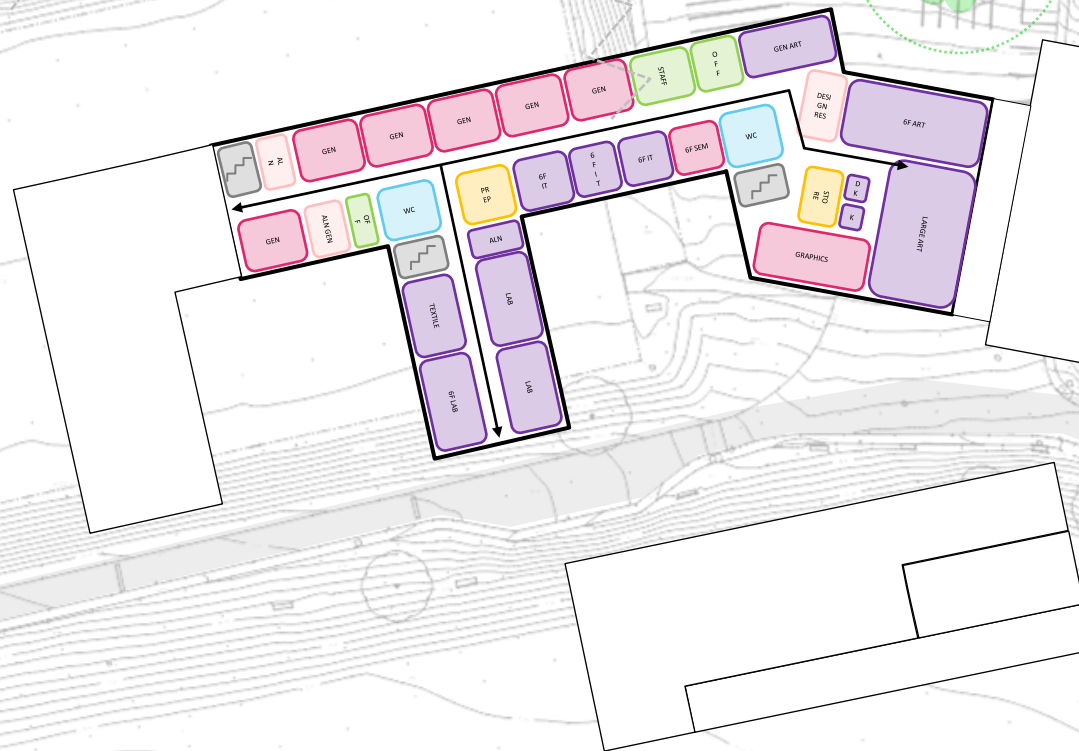 GEN ART
O
F
F
STAFF
GEN
GEN
GEN
GEN
GEN
AL
N
DESI
GN
RES
6F ART
WC
6F SEM
6F IT
6
F
I
T
6F
IT
PR
EP
WC
OF
F
ALN GEN
GEN
ALN
STO
RE
D
K
K
LARGE ART
GRAPHICS
TEXTILE
LAB
6F LAB
LAB